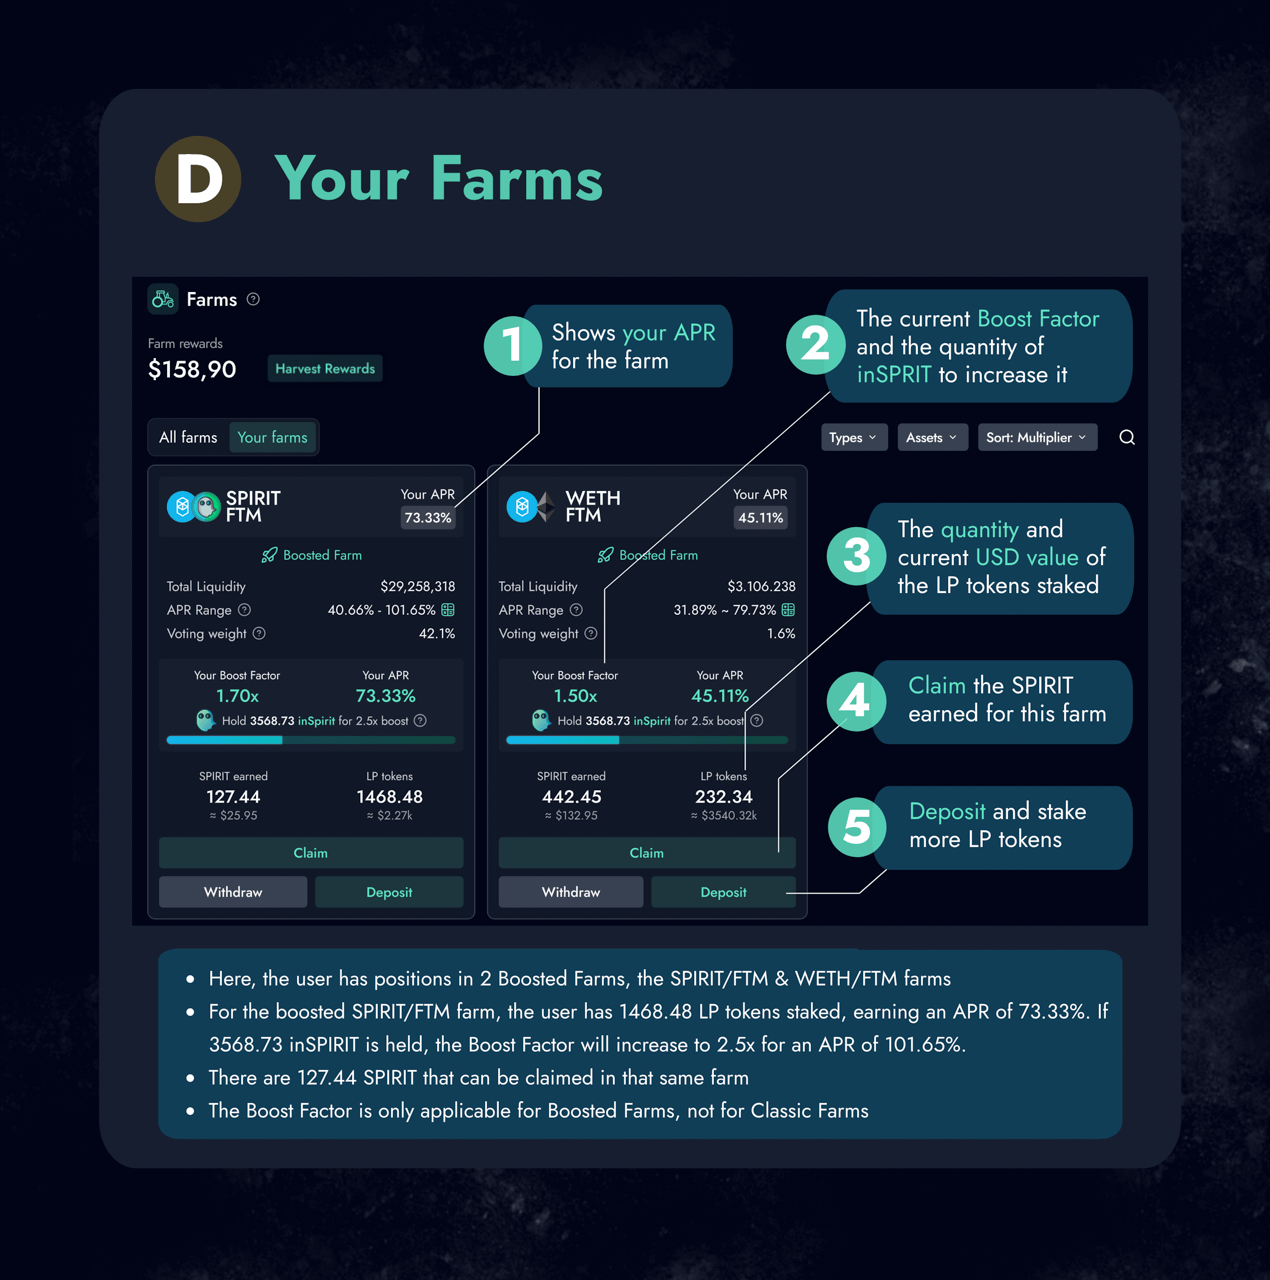 D Your Farms
Farms ?
Farm rewards
$158,90
Harvest Rewards
1
Shows your APR
for the farm
2
The current Boost Factor
and the quantity of
inSPRIT to increase it
All farms
Your farms
Types
Assets
Sort: Multiplier
SPIRIT
FTM
Your APR
73.33%
Boosted Farm
Total Liquidity $29,258,318
APR Range ? 40.66% - 101.65%
Voting weight ? 42.1%
Your Boost Factor
1.70x
Your APR
73.33%
Hold 3568.73 inSpirit for 2.5x boost ?
SPIRIT earned
127.44
≈ $25.95
LP tokens
1468.48
≈ $2.27k
Claim
Withdraw
Deposit
WETH
FTM
Your APR
45.11%
Boosted Farm
Total Liquidity $3.106.238
APR Range ? 31.89% ~ 79.73%
Voting weight ? 1.6%
Your Boost Factor
1.50x
Your APR
45.11%
Hold 3568.73 inSpirit for 2.5x boost ?
SPIRIT earned
442.45
≈ $132.95
LP tokens
232.34
≈ $3540.32k
Claim
Withdraw
Deposit
3
The quantity and
current USD value of
the LP tokens staked
4
Claim the SPIRIT
earned for this farm
5
Deposit and stake
more LP tokens
• Here, the user has positions in 2 Boosted Farms, the SPIRIT/FTM & WETH/FTM farms
• For the boosted SPIRIT/FTM farm, the user has 1468.48 LP tokens staked, earning an APR of 73.33%. If
3568.73 inSPIRIT is held, the Boost Factor will increase to 2.5x for an APR of 101.65%.
• There are 127.44 SPIRIT that can be claimed in that same farm
• The Boost Factor is only applicable for Boosted Farms, not for Classic Farms